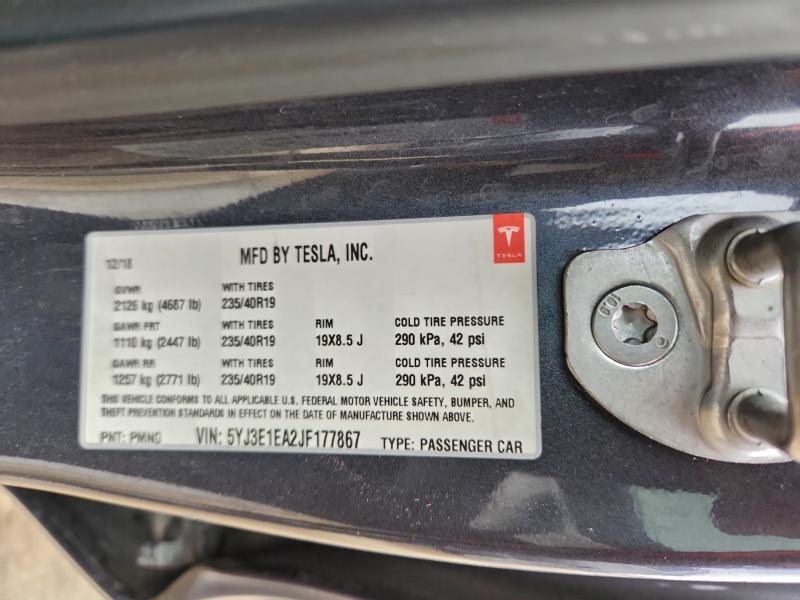 12/18
MFD BY TESLA, INC.
TESLA
GVWR WITH TIRES
2126 kg (4687 lb) 235/40R19
GAWR FRT WITH TIRES RIM COLD TIRE PRESSURE
1110 kg (2447 lb) 235/40R19 19X8.5 J 290 kPa, 42 psi
GAWR RR WITH TIRES RIM COLD TIRE PRESSURE
1257 kg (2771 lb) 235/40R19 19X8.5 J 290 kPa, 42 psi
THIS VEHICLE CONFORMS TO ALL APPLICABLE U.S. FEDERAL MOTOR VEHICLE SAFETY, BUMPER, AND
THEFT PREVENTION STANDARDS IN EFFECT ON THE DATE OF MANUFACTURE SHOWN ABOVE.
PNT: PMNG VIN: 5YJ3E1EA2JF177867 TYPE: PASSENGER CAR